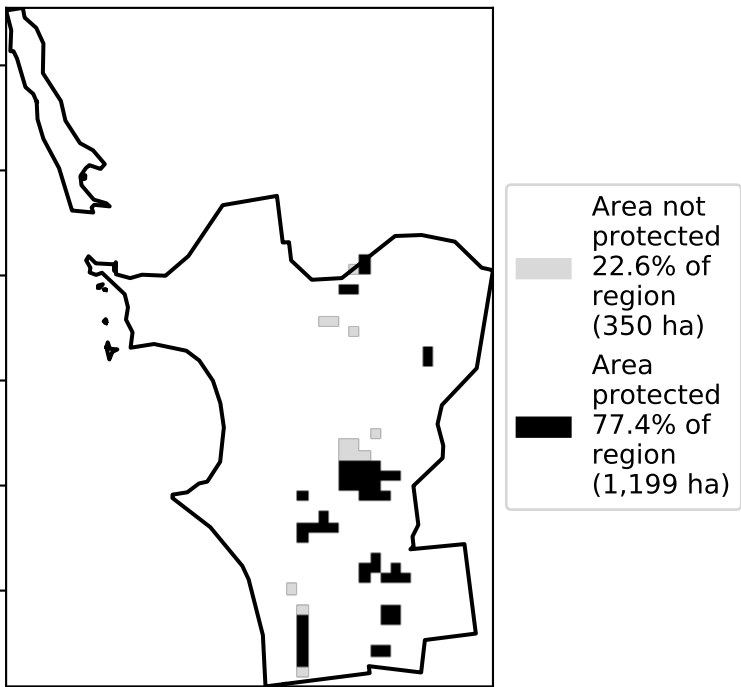 Area not
protected
22.6% of
region
(350 ha)
Area
protected
77.4% of
region
(1,199 ha)